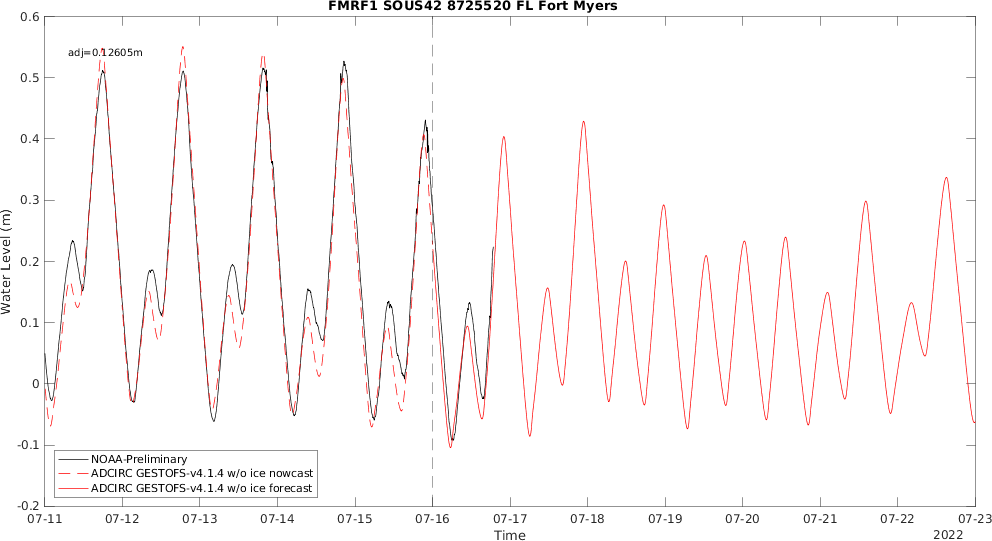 FMRF1 SOUS42 8725520 FL Fort Myers
adj=0.12605m
0.6
0.5
0.4
0.3
0.2
0.1
0
-0.1
-0.2
Water Level (m)
NOAA-Preliminary
ADCIRC GESTOFS-v4.1.4 w/o ice nowcast
ADCIRC GESTOFS-v4.1.4 w/o ice forecast
07-11 07-12 07-13 07-14 07-15 07-16 07-17 07-18 07-19 07-20 07-21 07-22 07-23
Time
2022